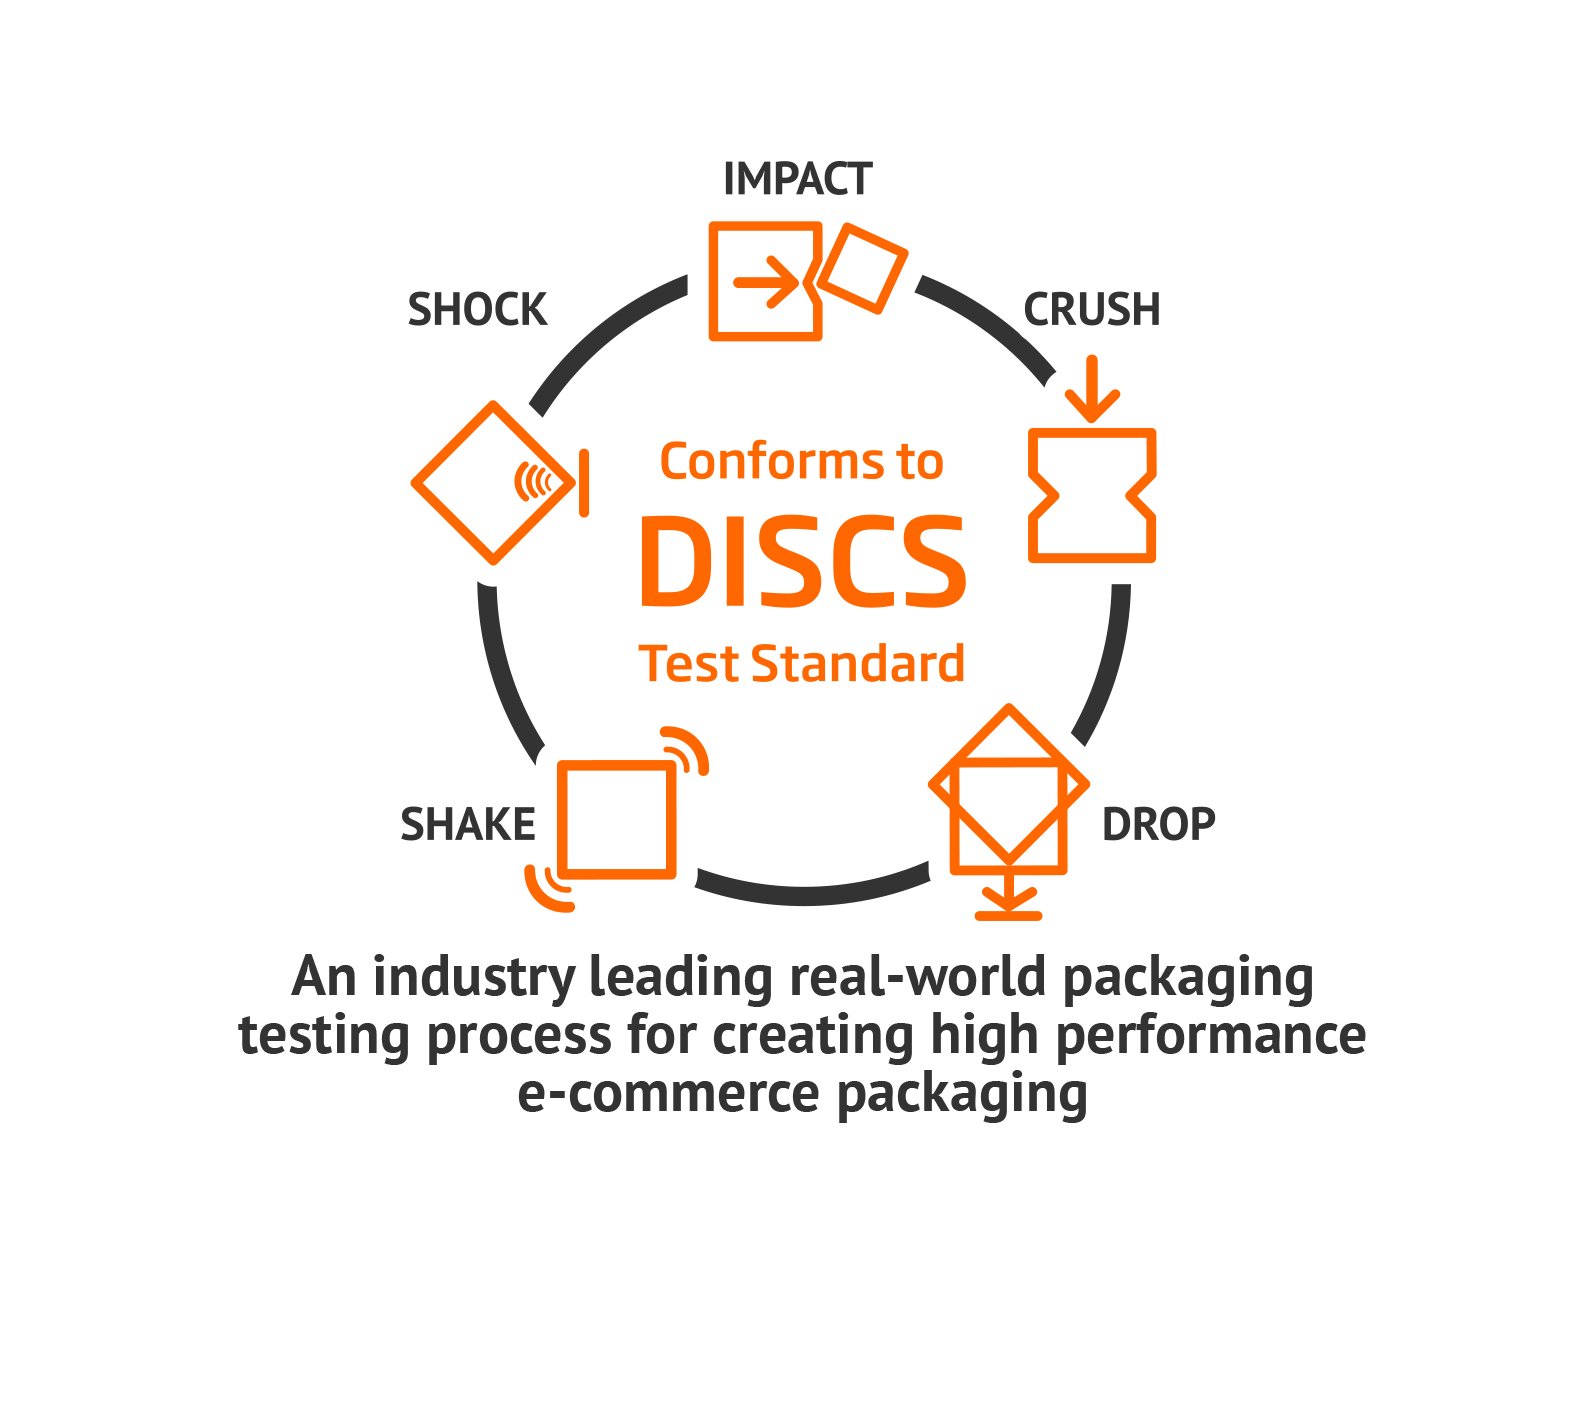 IMPACT
SHOCK
CRUSH
Conforms to
DISCS
Test Standard
SHAKE
DROP
An industry leading real-world packaging
testing process for creating high performance
e-commerce packaging